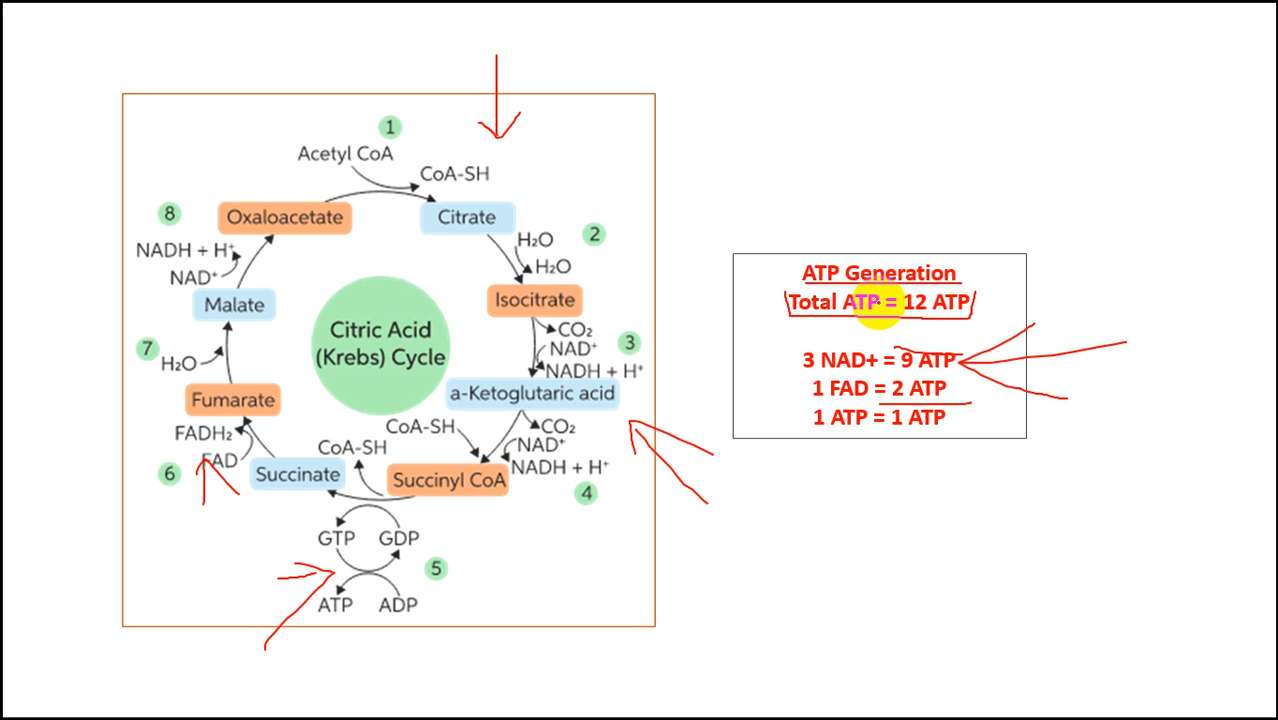 1
Acetyl CoA
CoA-SH
8
Oxaloacetate
Citrate
2
H₂O
H₂O
NADH + H⁺
NAD⁺
Malate
Isocitrate
Citric Acid
(Krebs) Cycle
CO₂
NAD⁺
NADH + H⁺
3
7
H₂O
Fumarate
a-Ketoglutaric acid
FADH₂
FAD
6
CoA-SH
CoA-SH
CO₂
NAD⁺
NADH + H⁺
4
Succinate
Succinyl CoA
GTP
GDP
5
ATP
ADP
ATP Generation
Total ATP = 12 ATP
3 NAD+ = 9 ATP
1 FAD = 2 ATP
1 ATP = 1 ATP